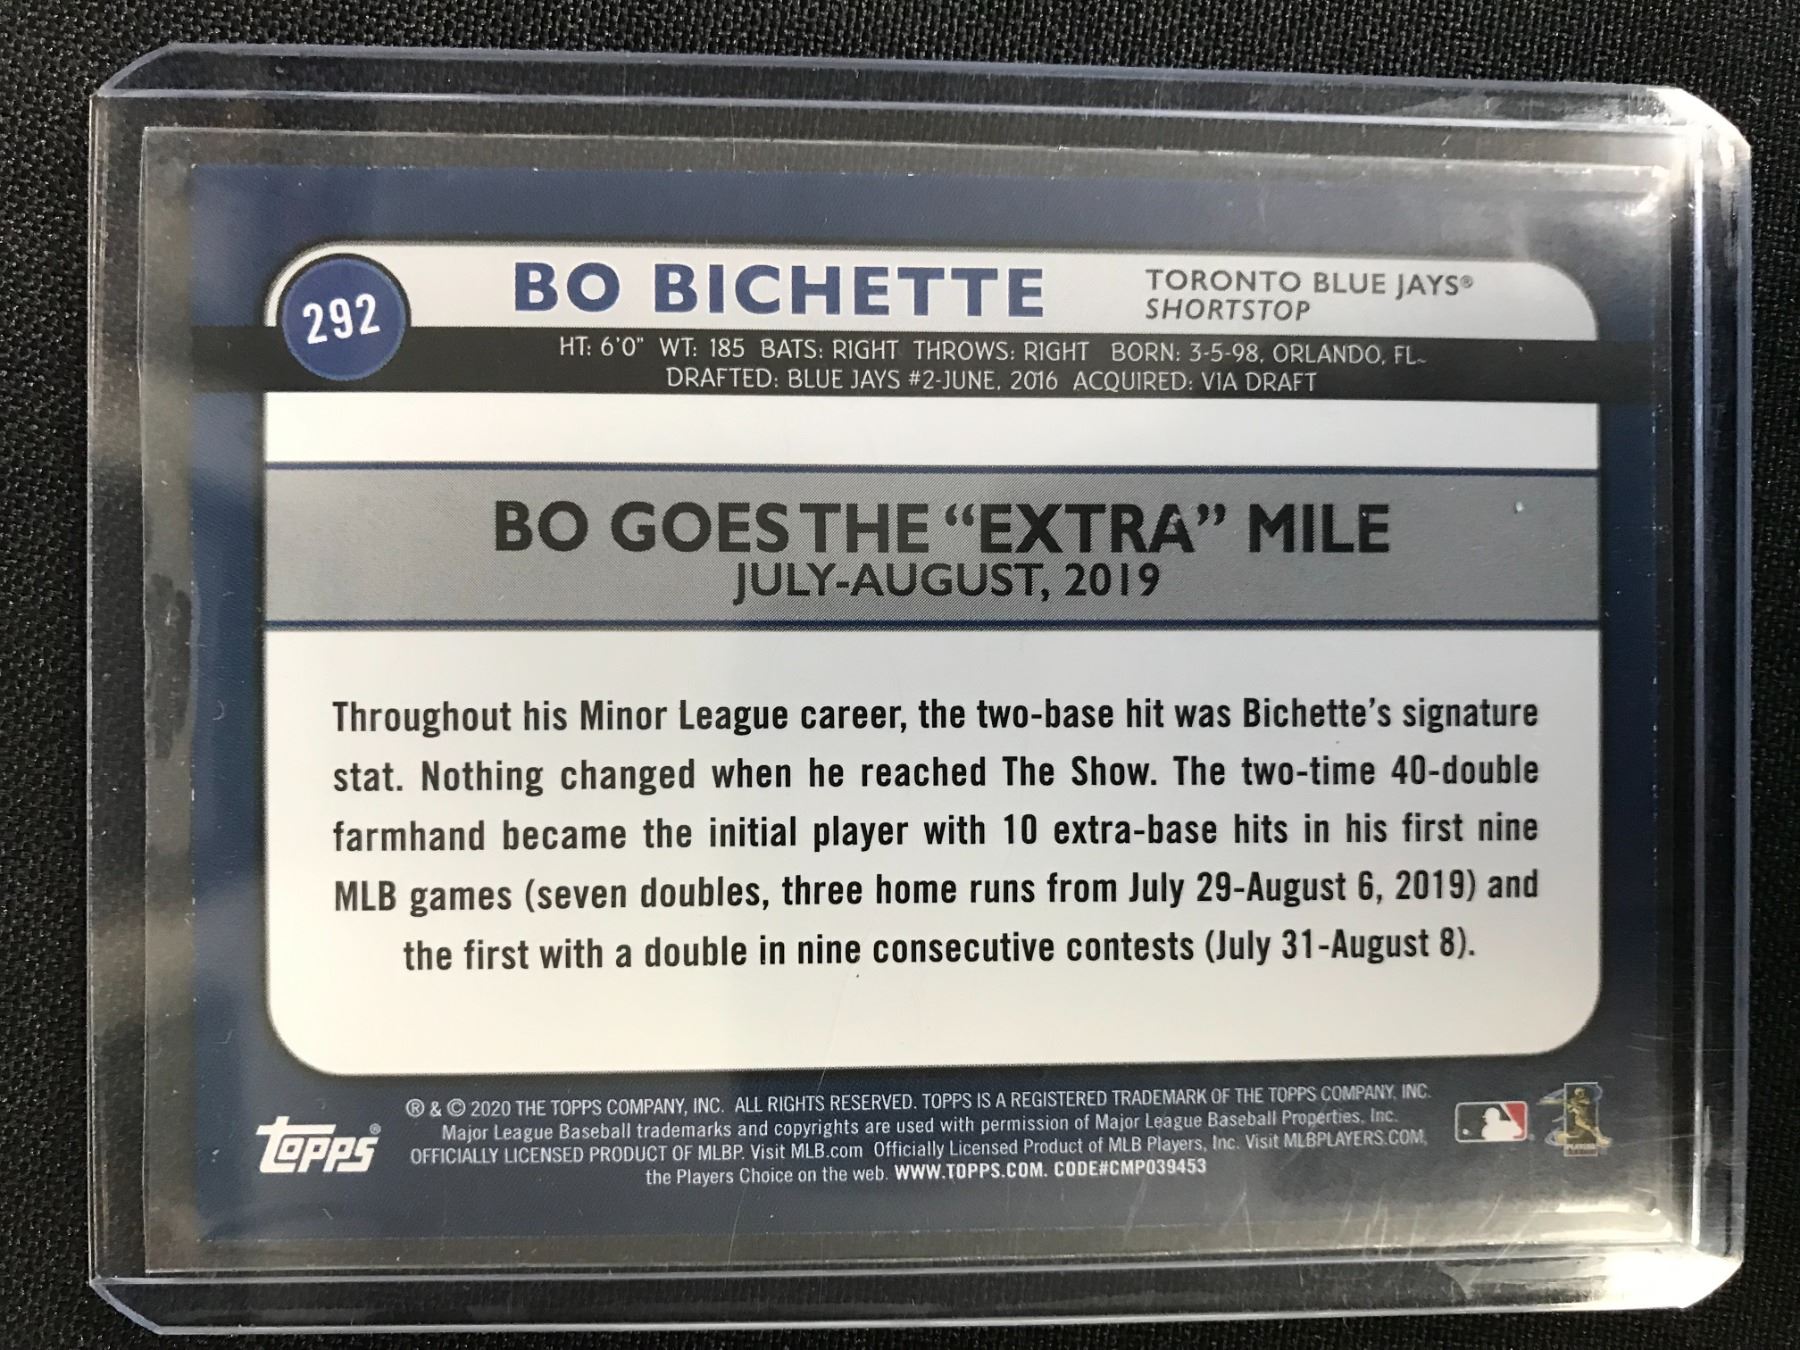 292
BO BICHETTE
TORONTO BLUE JAYS®
SHORTSTOP
HT: 6'0" WT: 185 BATS: RIGHT THROWS: RIGHT BORN: 3-5-98, ORLANDO, FL
DRAFTED: BLUE JAYS #2-JUNE, 2016 ACQUIRED: VIA DRAFT
BO GOES THE “EXTRA” MILE
JULY-AUGUST, 2019
Throughout his Minor League career, the two-base hit was Bichette’s signature
stat. Nothing changed when he reached The Show. The two-time 40-double
farmhand became the initial player with 10 extra-base hits in his first nine
MLB games (seven doubles, three home runs from July 29-August 6, 2019) and
the first with a double in nine consecutive contests (July 31-August 8).
topps®
® & © 2020 THE TOPPS COMPANY, INC. ALL RIGHTS RESERVED. TOPPS IS A REGISTERED TRADEMARK OF THE TOPPS COMPANY, INC.
Major League Baseball trademarks and copyrights are used with permission of Major League Baseball Properties, Inc.
OFFICIALLY LICENSED PRODUCT OF MLBP. Visit MLB.com Officially Licensed Product of MLB Players, Inc. Visit MLBPLAYERS.COM,
the Players Choice on the web. WWW.TOPPS.COM. CODE#CMP039453